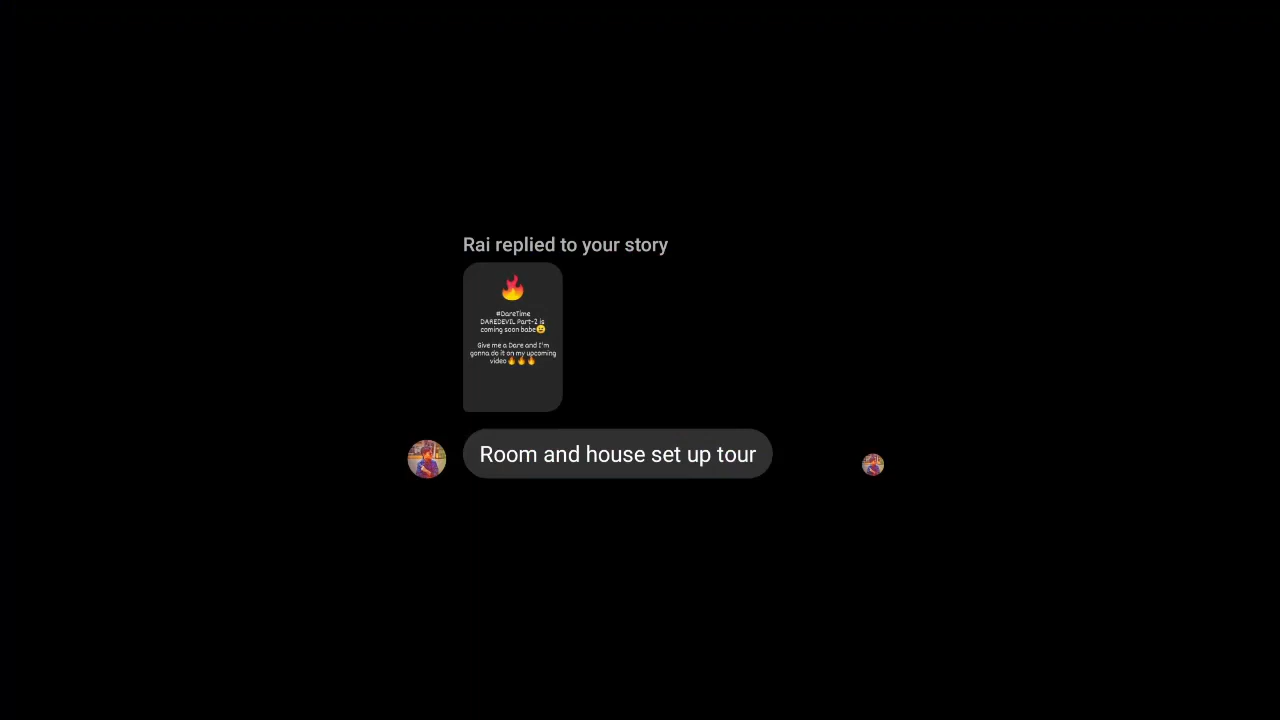 Rai replied to your story
🔥
#DareTime
DAREDEVIL Part-2 is
coming soon babe😉
Give me a Dare and I'm
gonna do it on my upcoming
video🔥🔥🔥
Room and house set up tour